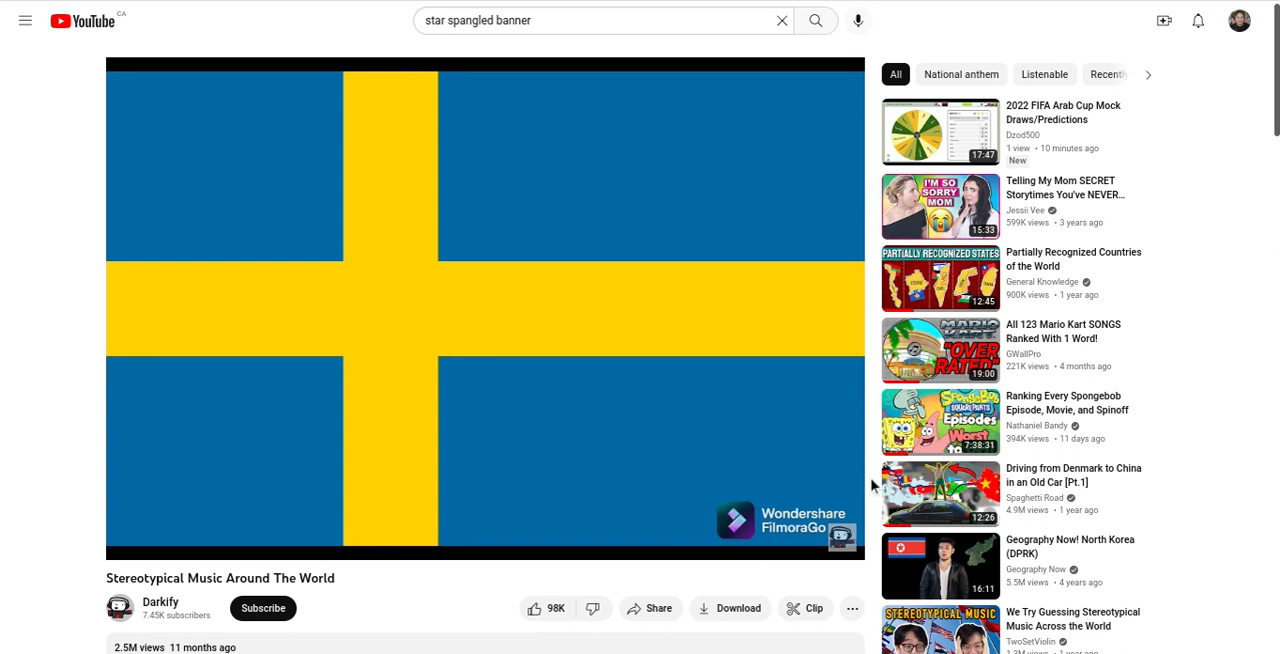 YouTube CA
star spangled banner
All
National anthem
Listenable
Recently
2022 FIFA Arab Cup Mock
Draws/Predictions
Dzod500
1 view • 10 minutes ago
New
17:47
I'M SO
SORRY
MOM
15:33
Telling My Mom SECRET
Storytimes You've NEVER...
Jessii Vee
599K views • 3 years ago
PARTIALLY RECOGNIZED STATES
12:45
Partially Recognized Countries
of the World
General Knowledge
900K views • 1 year ago
MARIO
KART
"OVER
RATED"
19:00
All 123 Mario Kart SONGS
Ranked With 1 Word!
GWallPro
221K views • 4 months ago
SPONGEBOB
SQUAREPANTS
Episodes
Worst
7:38:31
Ranking Every Spongebob
Episode, Movie, and Spinoff
Nathaniel Bandy
394K views • 11 days ago
12:26
Driving from Denmark to China
in an Old Car [Pt.1]
Spaghetti Road
4.9M views • 1 year ago
16:11
Geography Now! North Korea
(DPRK)
Geography Now
5.5M views • 4 years ago
STEREOTYPICAL MUSIC
We Try Guessing Stereotypical
Music Across the World
TwoSetViolin
Wondershare
FilmoraGo
Stereotypical Music Around The World
Darkify
7.45K subscribers
Subscribe
98K
Share
Download
Clip
2.5M views 11 months ago